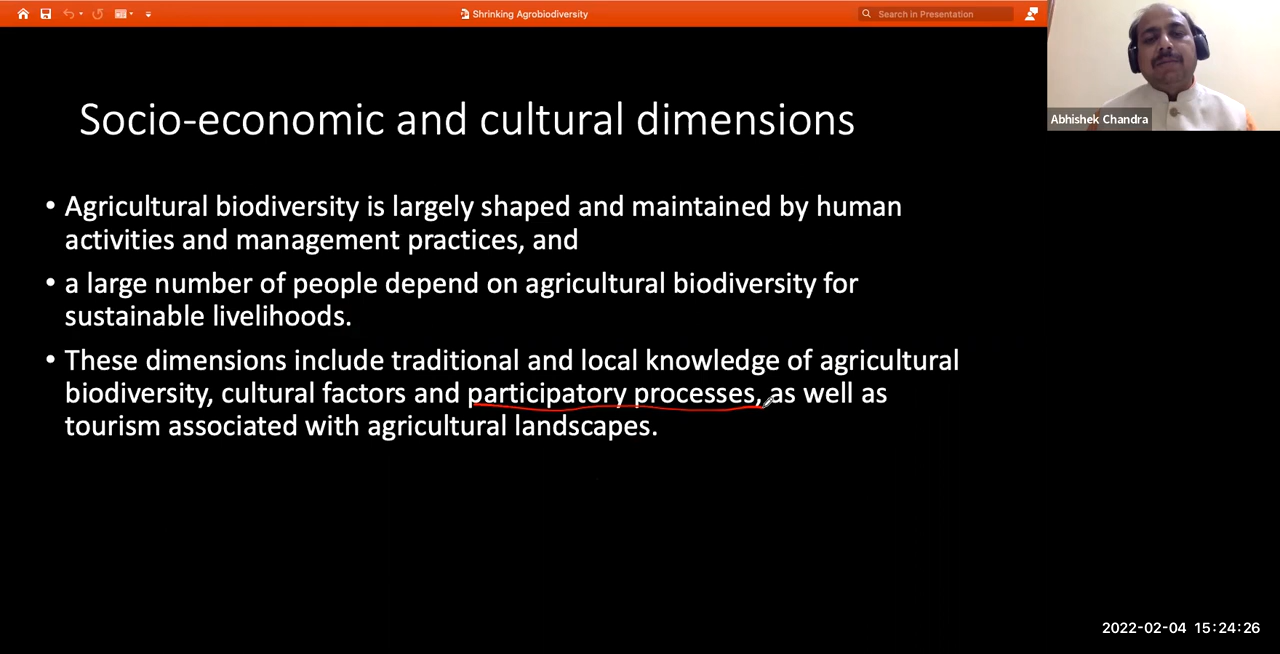 Shrinking Agrobiodiversity
Search in Presentation
Abhishek Chandra
Socio-economic and cultural dimensions
• Agricultural biodiversity is largely shaped and maintained by human
activities and management practices, and
• a large number of people depend on agricultural biodiversity for
sustainable livelihoods.
• These dimensions include traditional and local knowledge of agricultural
biodiversity, cultural factors and participatory processes, as well as
tourism associated with agricultural landscapes.
2022-02-04 15:24:26